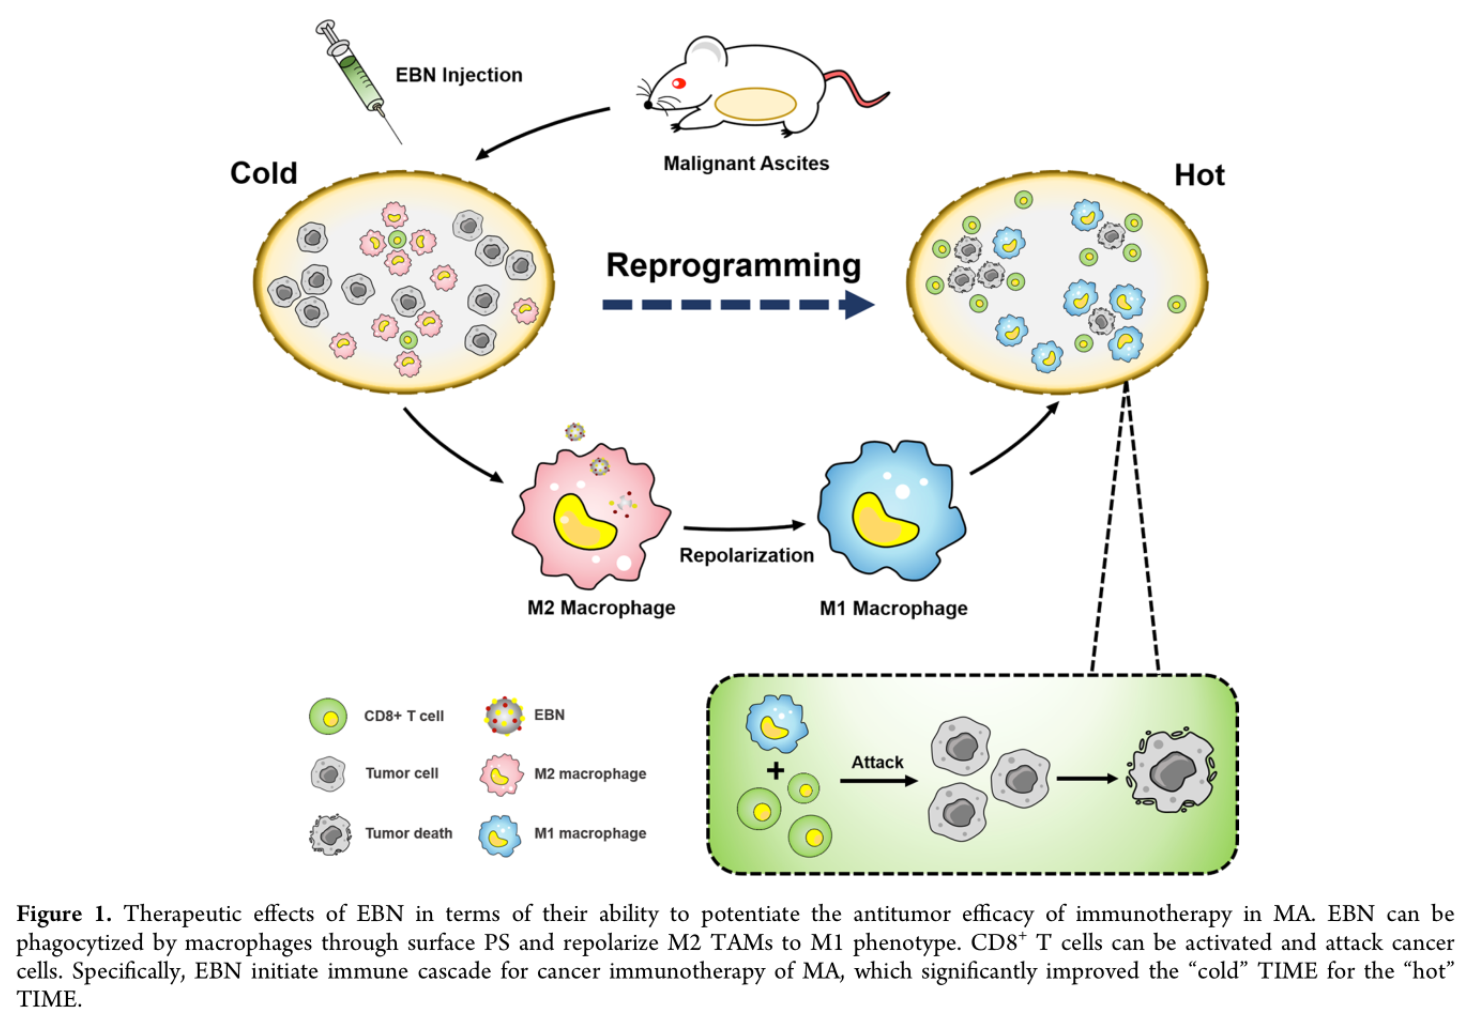 EBN Injection
Malignant Ascites
Cold
Hot
Reprogramming
Repolarization
M2 Macrophage
M1 Macrophage
CD8+ T cell
EBN
Tumor cell
M2 macrophage
Tumor death
M1 macrophage
+
Attack
Figure 1. Therapeutic effects of EBN in terms of their ability to potentiate the antitumor efficacy of immunotherapy in MA. EBN can be
phagocytized by macrophages through surface PS and repolarize M2 TAMs to M1 phenotype. CD8⁺ T cells can be activated and attack cancer
cells. Specifically, EBN initiate immune cascade for cancer immunotherapy of MA, which significantly improved the “cold” TIME for the “hot”
TIME.